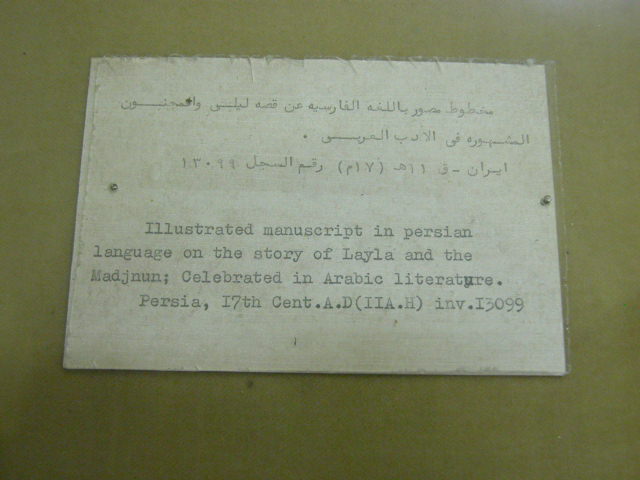 مخطوط مصور باللغه الفارسيه عن قصه ليلى والمجنون
المشهوره فى الأدب العربى .
ايران - ق ١١هـ (١٧م) رقم السجل ١٣٠٩٩
Illustrated manuscript in persian
language on the story of Layla and the
Madjnun; Celebrated in Arabic literature.
Persia, I7th Cent.A.D(IIA.H) inv.I3099